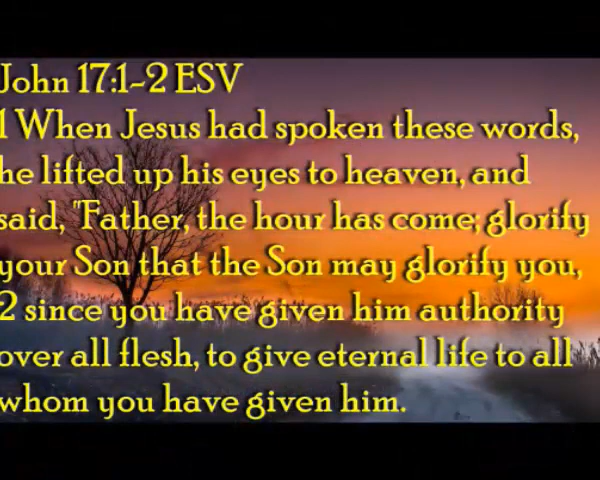 John 17:1-2 ESV
1 When Jesus had spoken these words,
he lifted up his eyes to heaven, and
said, "Father, the hour has come; glorify
your Son that the Son may glorify you,
2 since you have given him authority
over all flesh, to give eternal life to all
whom you have given him.